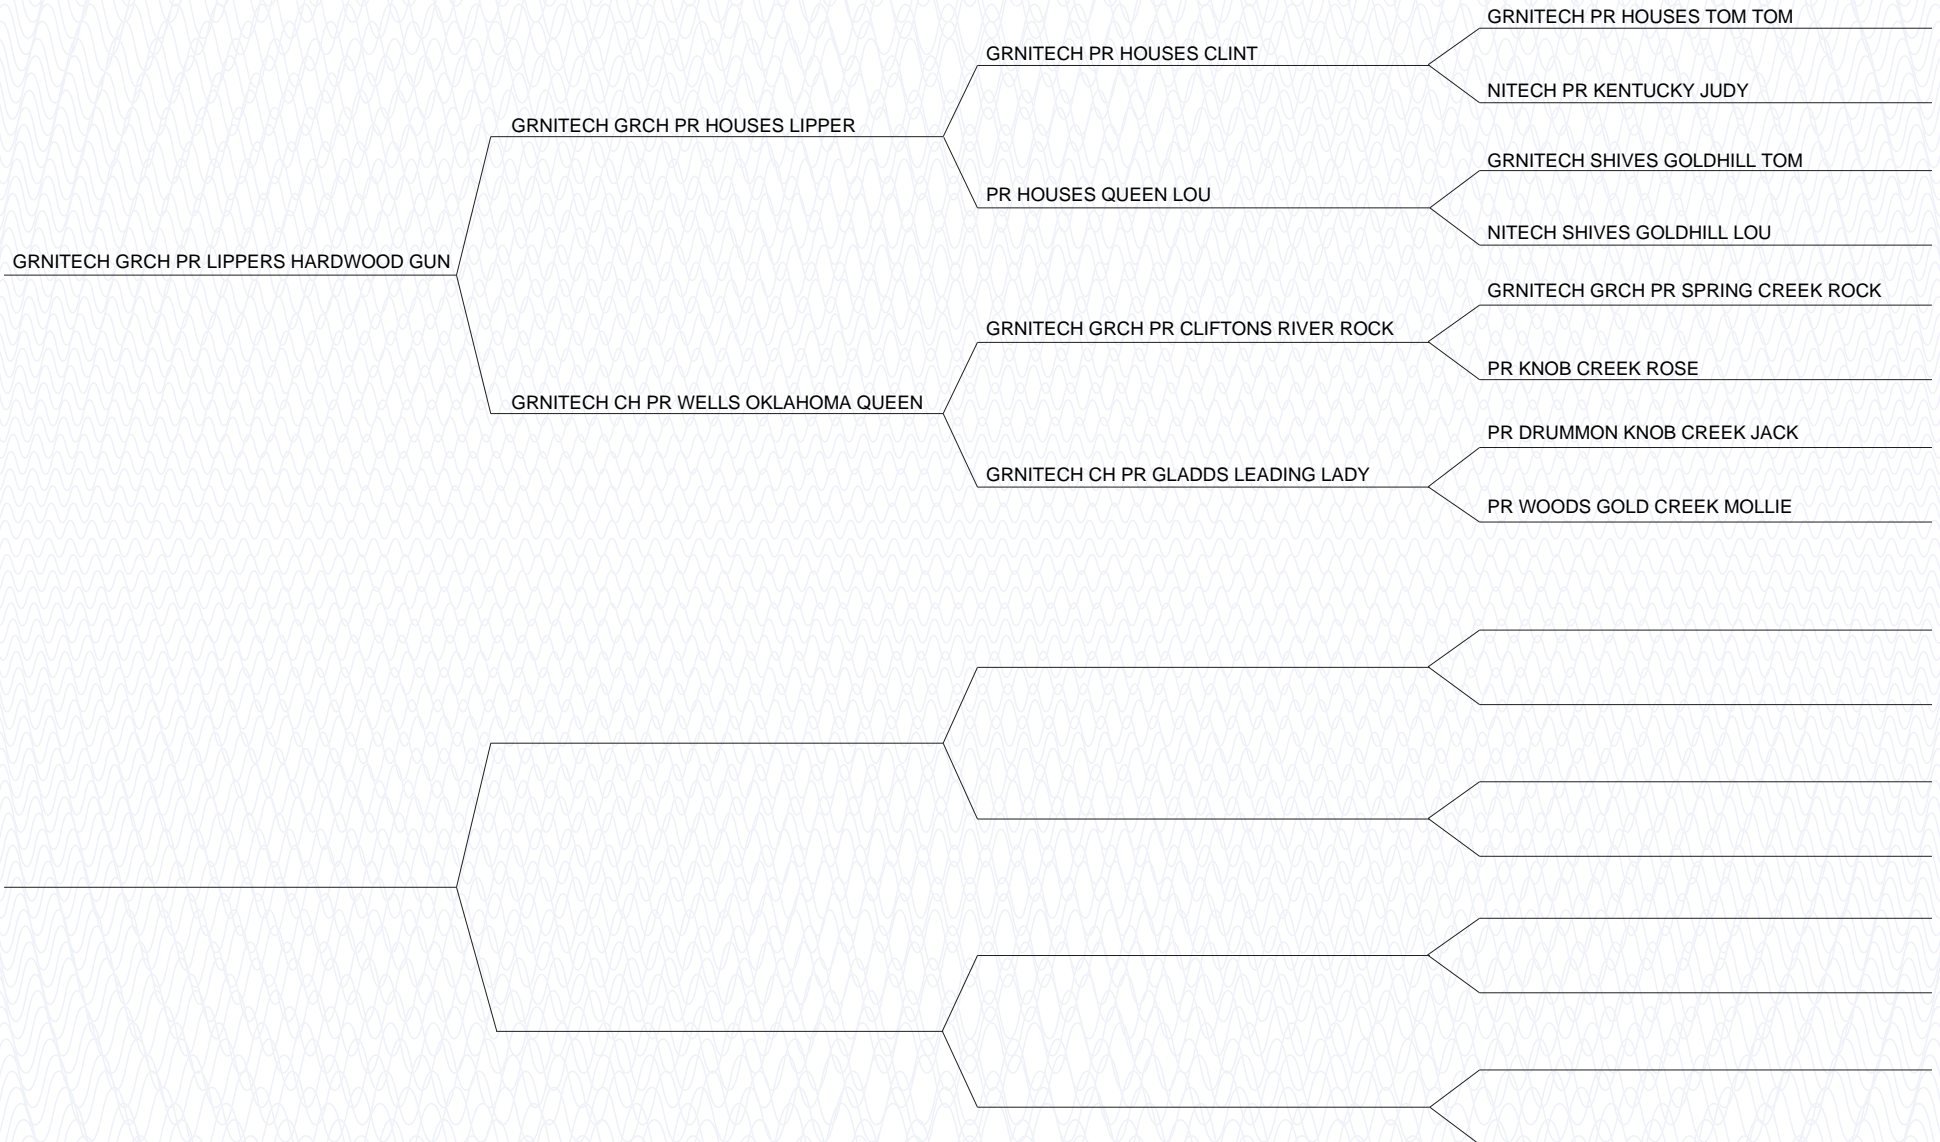 GRNITECH PR HOUSES TOM TOM
GRNITECH PR HOUSES CLINT
NITECH PR KENTUCKY JUDY
GRNITECH GRCH PR HOUSES LIPPER
GRNITECH SHIVES GOLDHILL TOM
PR HOUSES QUEEN LOU
NITECH SHIVES GOLDHILL LOU
GRNITECH GRCH PR LIPPERS HARDWOOD GUN
GRNITECH GRCH PR SPRING CREEK ROCK
GRNITECH GRCH PR CLIFTONS RIVER ROCK
PR KNOB CREEK ROSE
GRNITECH CH PR WELLS OKLAHOMA QUEEN
PR DRUMMON KNOB CREEK JACK
GRNITECH CH PR GLADDS LEADING LADY
PR WOODS GOLD CREEK MOLLIE